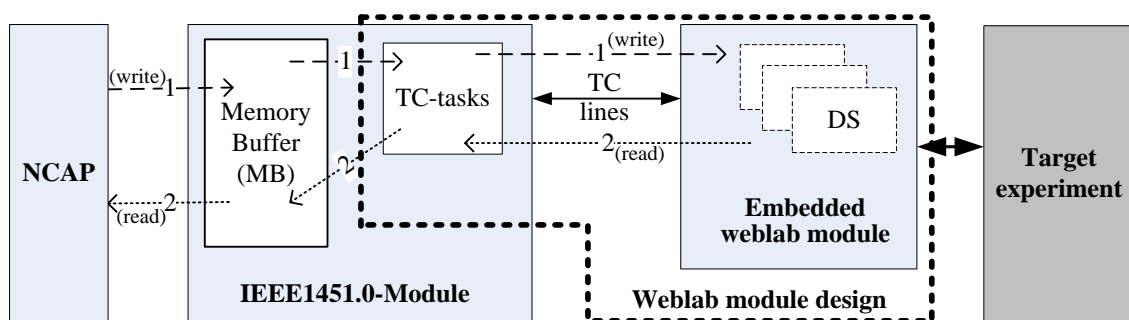 NCAP
(write)
1
2
(read)
Memory
Buffer
(MB)
1
2
TC-tasks
IEEE1451.0-Module
1
(write)
TC
lines
2
(read)
DS
Embedded
weblab module
Weblab module design
Target
experiment